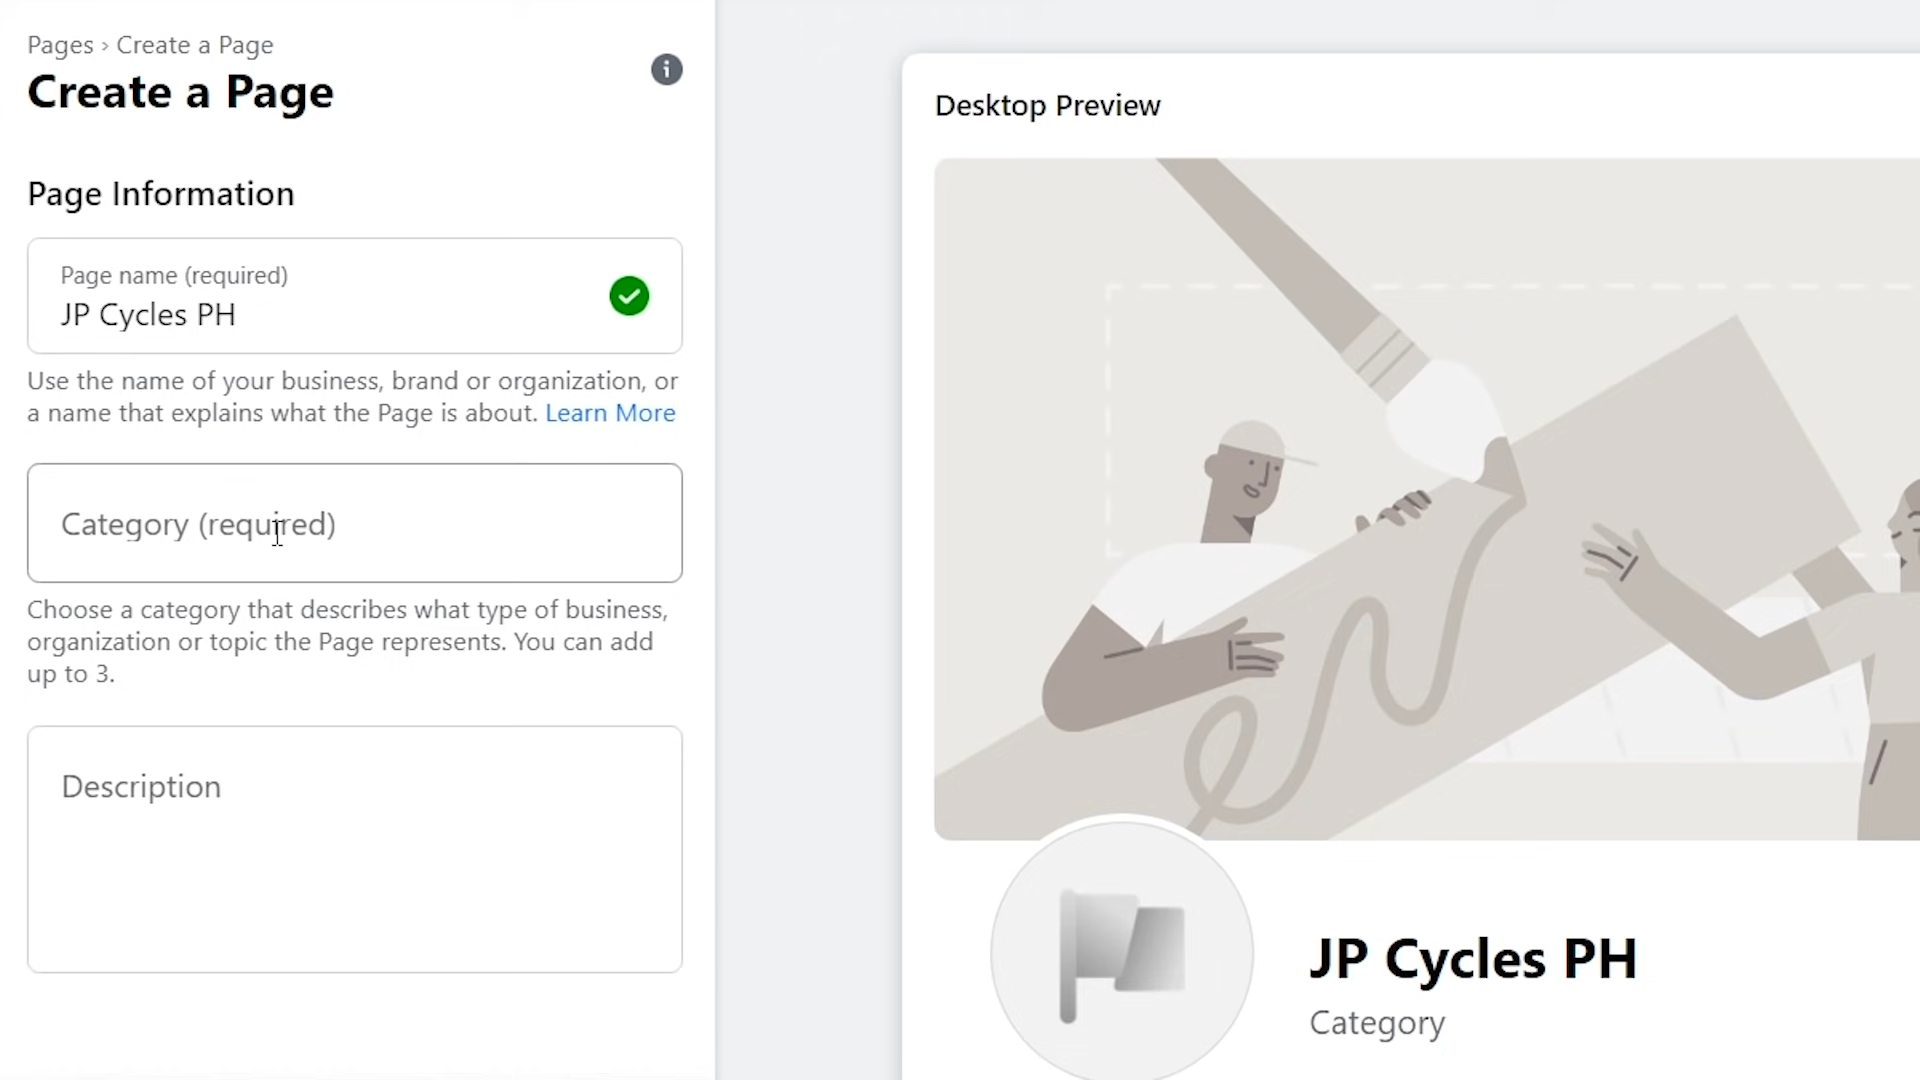 Pages › Create a Page
Create a Page
Page Information
Page name (required)
JP Cycles PH
Use the name of your business, brand or organization, or
a name that explains what the Page is about. Learn More
Category (required)
Choose a category that describes what type of business,
organization or topic the Page represents. You can add
up to 3.
Description
Desktop Preview
JP Cycles PH
Category